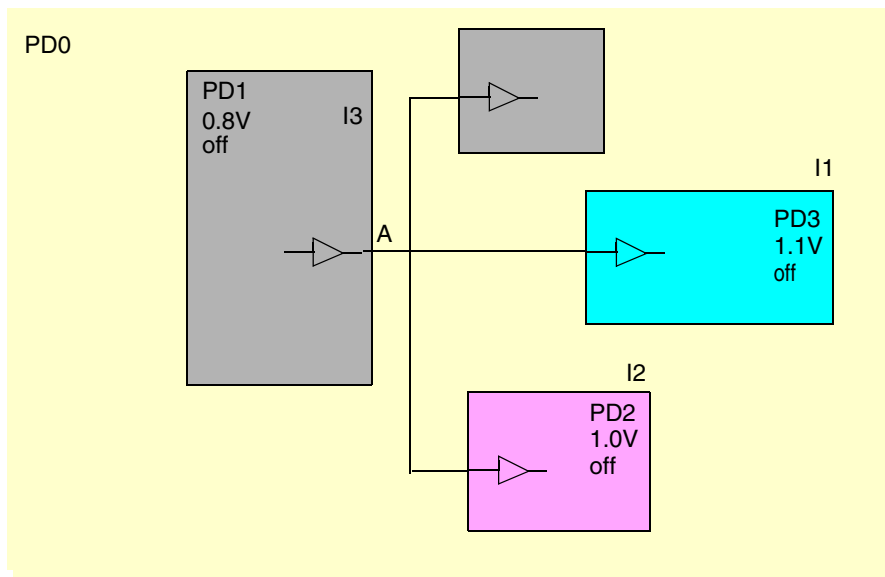 PD0
PD1
0.8V
I3
off
A
I1
PD3
1.1V
off
I2
PD2
1.0V
off